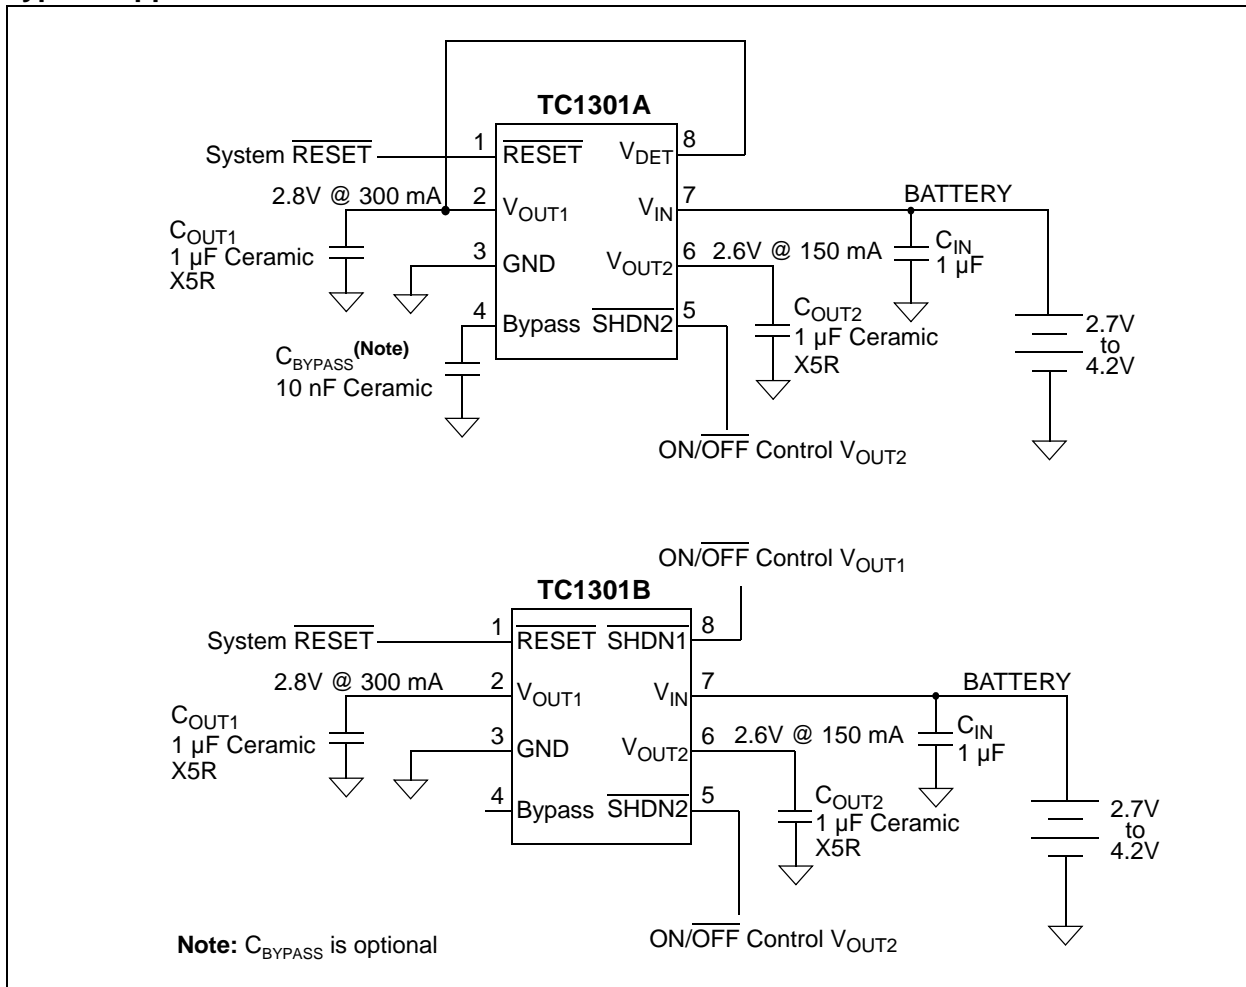 TC1301A
System RESET
1
RESET
VDET
8
2.8V @ 300 mA
2
VOUT1
VIN
7
BATTERY
COUT1
1 µF Ceramic
X5R
3
GND
VOUT2
6
2.6V @ 150 mA
CIN
1 µF
4
Bypass
SHDN2
5
COUT2
1 µF Ceramic
X5R
CBYPASS(Note)
10 nF Ceramic
2.7V
to
4.2V
ON/OFF Control VOUT2
ON/OFF Control VOUT1
TC1301B
System RESET
1
RESET
SHDN1
8
2.8V @ 300 mA
2
VOUT1
VIN
7
BATTERY
COUT1
1 µF Ceramic
X5R
3
GND
VOUT2
6
2.6V @ 150 mA
CIN
1 µF
4
Bypass
SHDN2
5
COUT2
1 µF Ceramic
X5R
2.7V
to
4.2V
ON/OFF Control VOUT2
Note: CBYPASS is optional